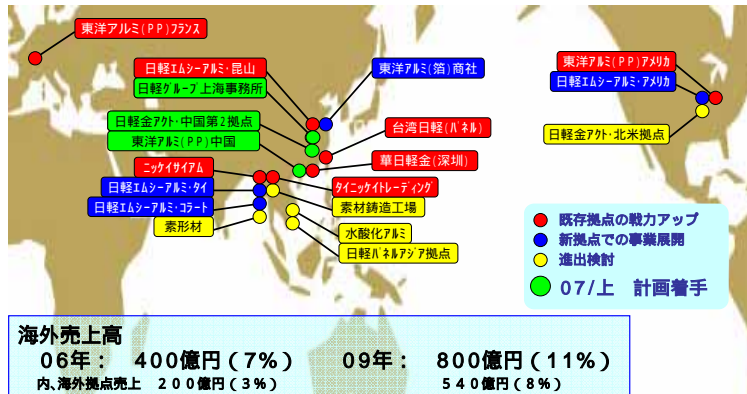 東洋アルミ(PP)フランス
日軽エムシーアルミ・昆山
日軽グループ上海事務所
東洋アルミ(箔)商社
日軽金アクト・中国第2拠点
東洋アルミ(PP)中国
台湾日軽(パネル)
華日軽金(深圳)
ニッケイサイアム
日軽エムシーアルミ・タイ
日軽エムシーアルミ・コラート
素形材
タイニッケイトレーディング
素材鋳造工場
水酸化アルミ
日軽パネルアジア拠点
東洋アルミ(PP)アメリカ
日軽エムシーアルミ・アメリカ
日軽金アクト・北米拠点
既存拠点の戦力アップ
新拠点での事業展開
進出検討
07/上 計画着手
海外売上高
06年: 400億円(7%) 09年: 800億円(11%)
内、海外拠点売上 200億円(3%) 540億円(8%)